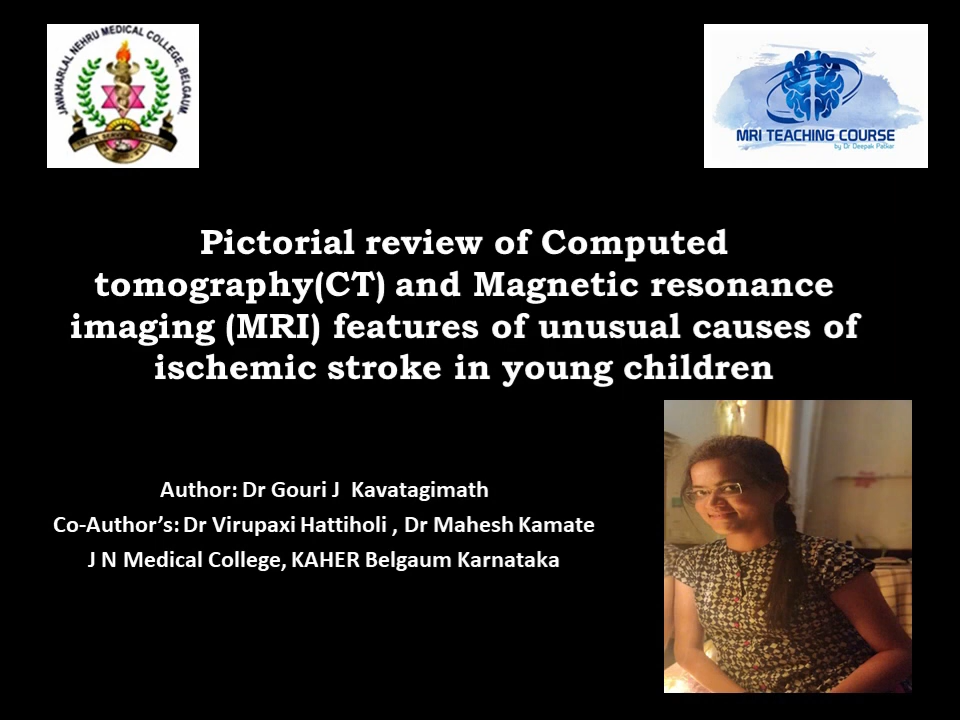 JAWAHARLAL NEHRU MEDICAL COLLEGE, BELGAUM.
MRI TEACHING COURSE
by Dr Deepak Patkar
Pictorial review of Computed
tomography(CT) and Magnetic resonance
imaging (MRI) features of unusual causes of
ischemic stroke in young children
Author: Dr Gouri J  Kavatagimath
Co-Author’s: Dr Virupaxi Hattiholi , Dr Mahesh Kamate
J N Medical College, KAHER Belgaum Karnataka